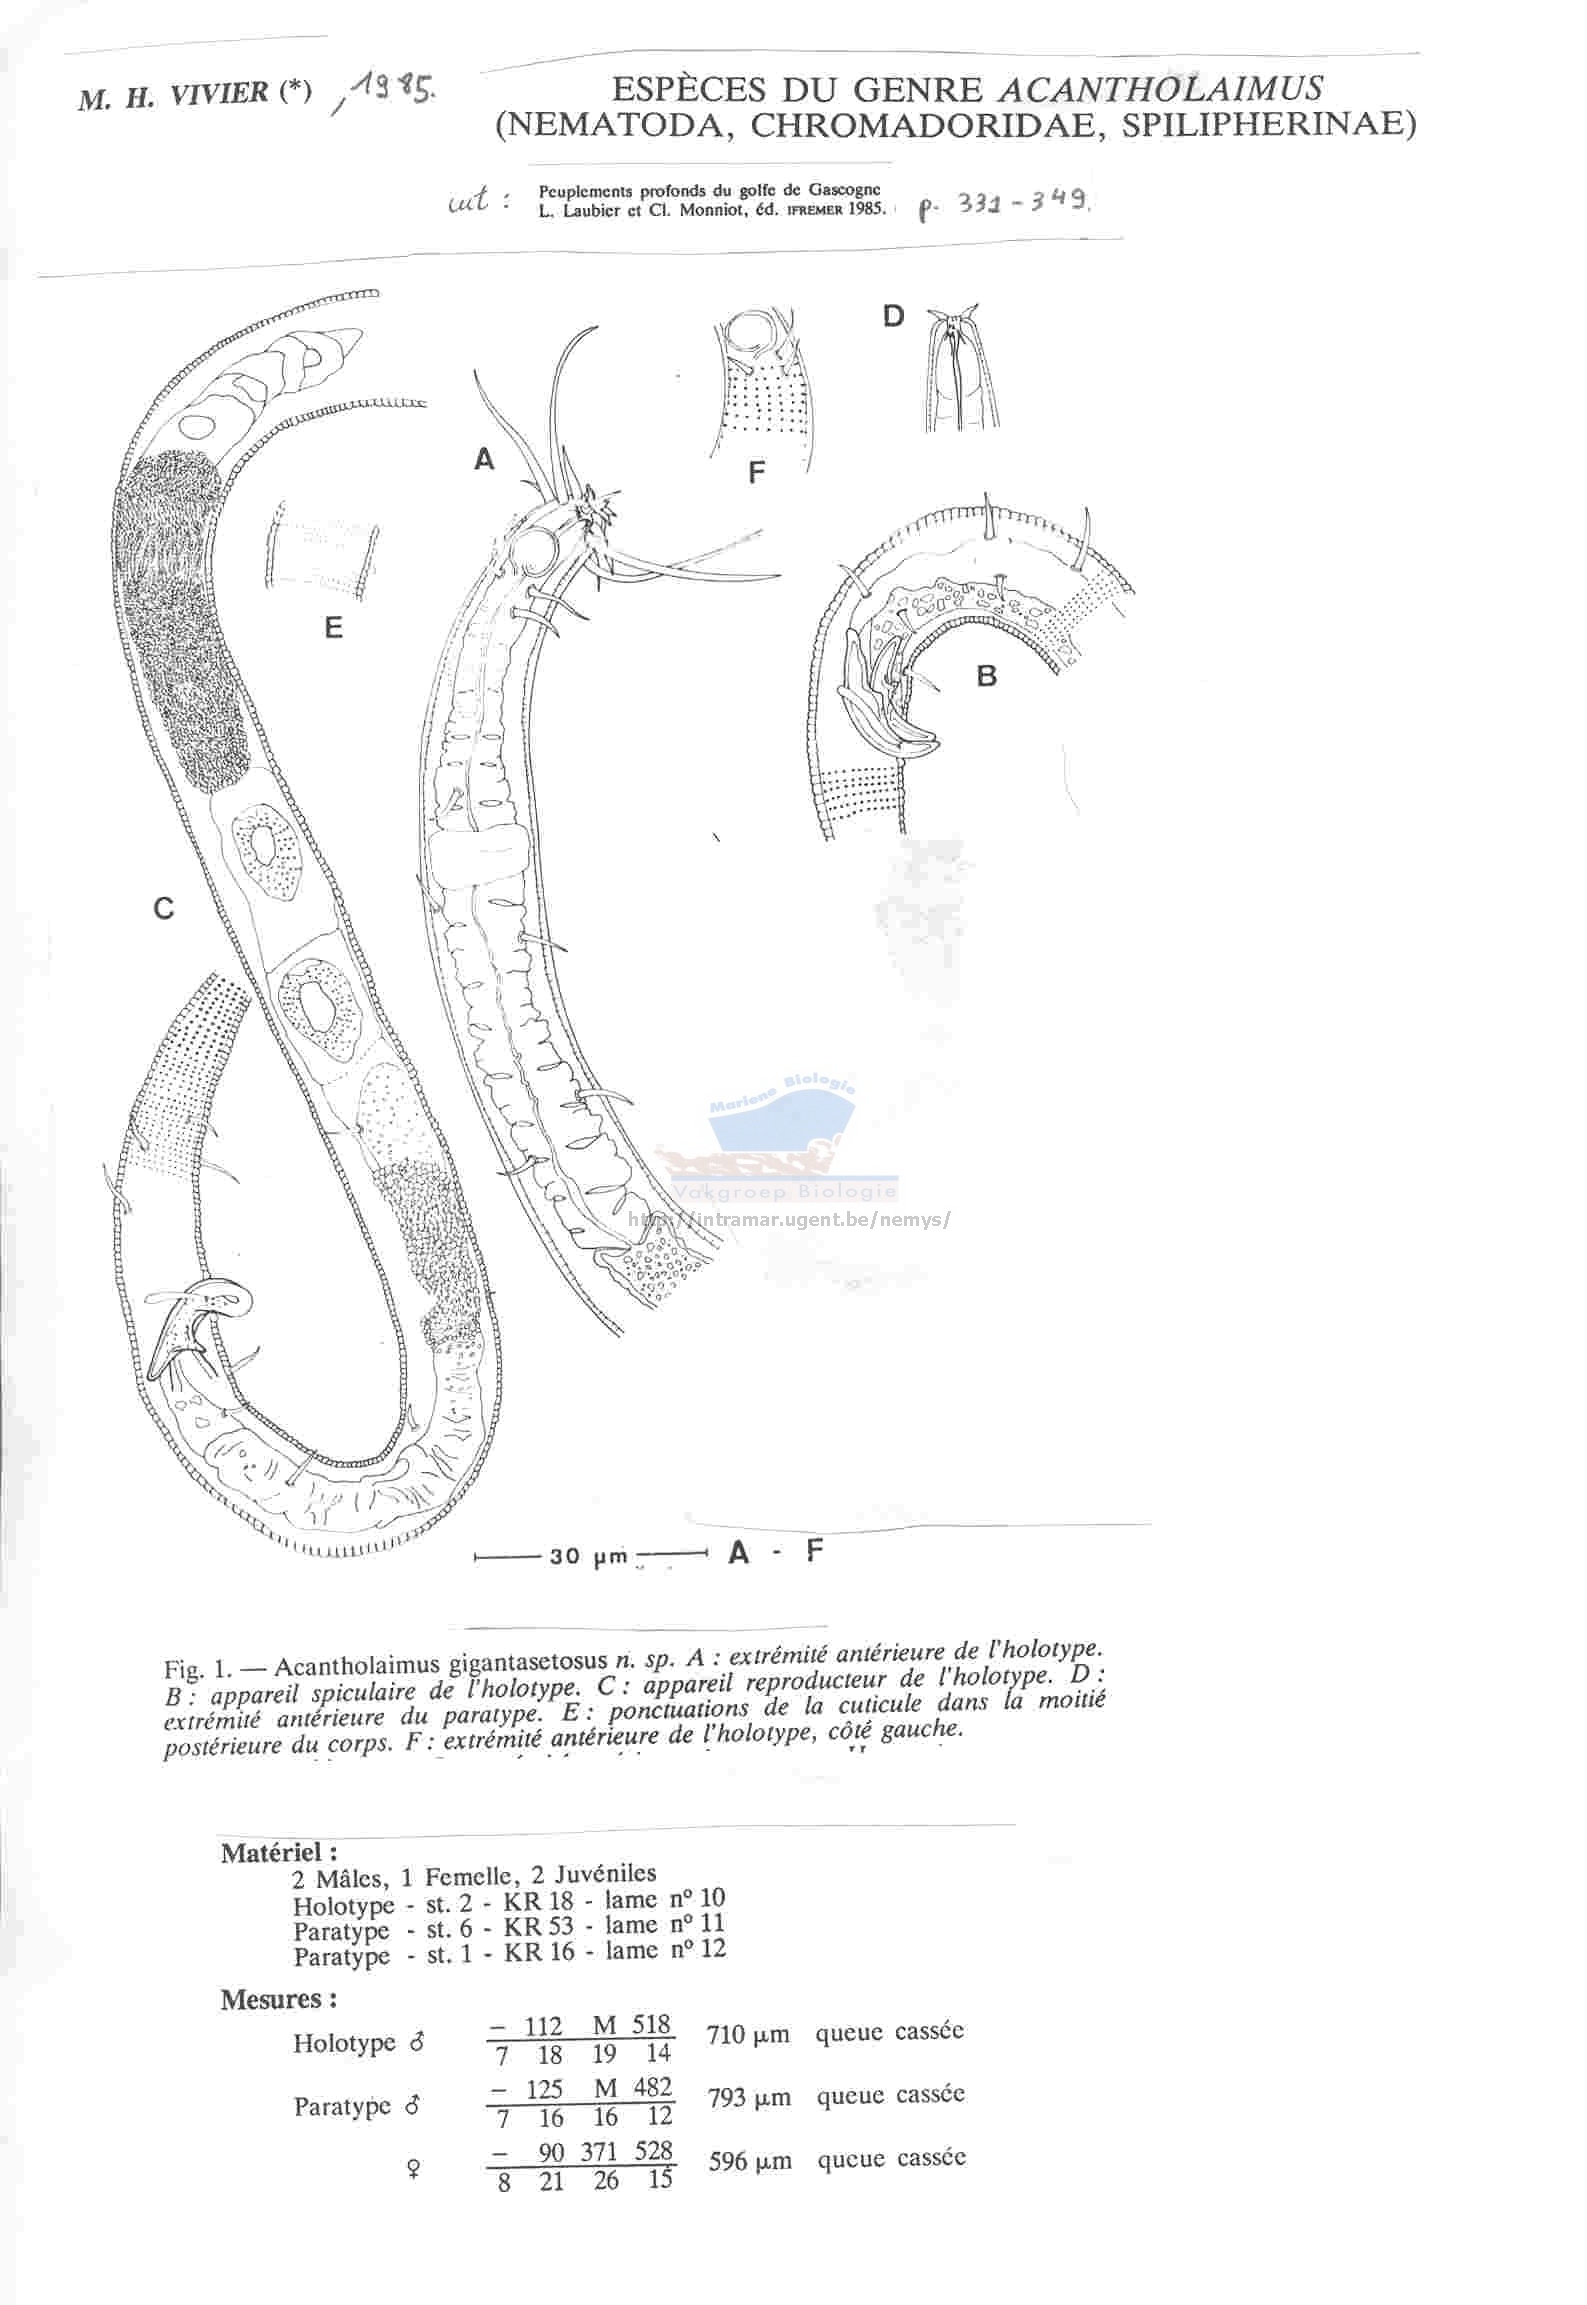 M. H. VIVIER (*) , 1985.
ESPÈCES DU GENRE ACANTHOLAIMUS
(NEMATODA, CHROMADORIDAE, SPILIPHERINAE)
uit :
Peuplements profonds du golfe de Gascogne
L. Laubier et Cl. Monniot, éd. IFREMER 1985.
p. 331-349.
A
F
D
E
B
C
Mariene Biologie
Vakgroep Biologie
http://intramar.ugent.be/nemys/
30 µm A - F
Fig. 1. — Acantholaimus gigantasetosus n. sp. A : extrémité antérieure de l'holotype.
B : appareil spiculaire de l'holotype. C : appareil reproducteur de l'holotype. D :
extrémité antérieure du paratype. E : ponctuations de la cuticule dans la moitié
postérieure du corps. F : extrémité antérieure de l'holotype, côté gauche.
Matériel :
2 Mâles, 1 Femelle, 2 Juvéniles
Holotype - st. 2 - KR 18 - lame nº 10
Paratype - st. 6 - KR 53 - lame nº 11
Paratype - st. 1 - KR 16 - lame nº 12
Mesures :
– 112 M 518
Holotype ♂ 710 µm queue cassée
7 18 19 14
– 125 M 482
Paratype ♂ 793 µm queue cassée
7 16 16 12
– 90 371 528
♀ 596 µm queue cassée
8 21 26 15